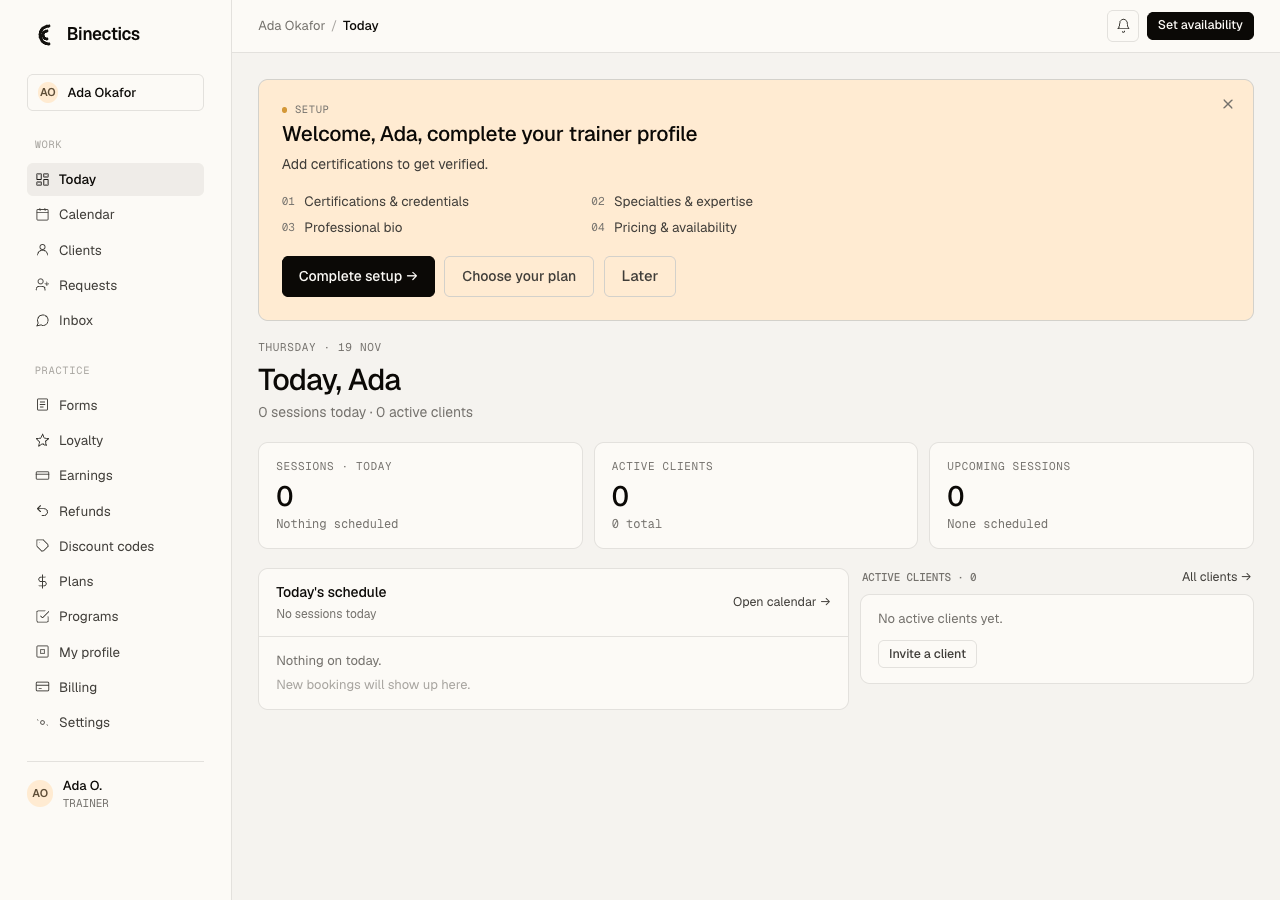 Binectics
AO Ada Okafor
WORK
Today
Calendar
Clients
Requests
Inbox
PRACTICE
Forms
Loyalty
Earnings
Refunds
Discount codes
Plans
Programs
My profile
Billing
Settings
AO Ada O.
TRAINER
Ada Okafor / Today
Set availability
SETUP
Welcome, Ada, complete your trainer profile
Add certifications to get verified.
01 Certifications & credentials
02 Specialties & expertise
03 Professional bio
04 Pricing & availability
Complete setup →
Choose your plan
Later
THURSDAY · 19 NOV
Today, Ada
0 sessions today · 0 active clients
SESSIONS · TODAY
0
Nothing scheduled
ACTIVE CLIENTS
0
0 total
UPCOMING SESSIONS
0
None scheduled
Today's schedule
No sessions today
Open calendar →
Nothing on today.
New bookings will show up here.
ACTIVE CLIENTS · 0
All clients →
No active clients yet.
Invite a client